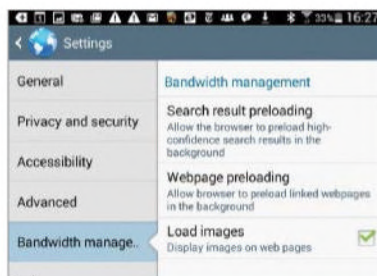 33% 16:27
Settings
General
Privacy and security
Accessibility
Advanced
Bandwidth manage..
Bandwidth management
Search result preloading
Allow the browser to preload high-
confidence search results in the
background
Webpage preloading
Allow browser to preload linked webpages
in the background
Load images
Display images on web pages